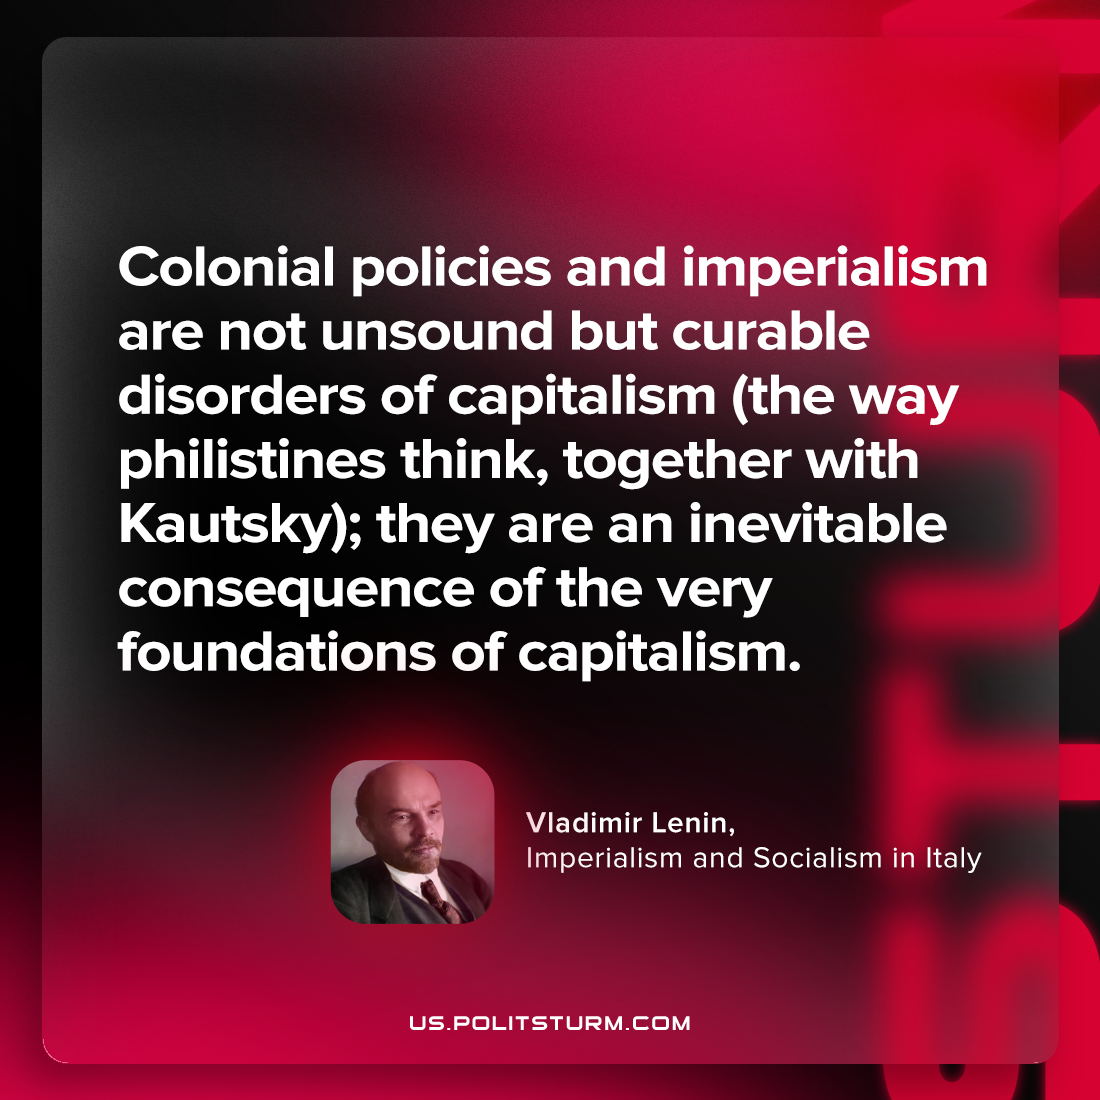 Colonial policies and imperialism
are not unsound but curable
disorders of capitalism (the way
philistines think, together with
Kautsky); they are an inevitable
consequence of the very
foundations of capitalism.
Vladimir Lenin,
Imperialism and Socialism in Italy
US.POLITSTURM.COM